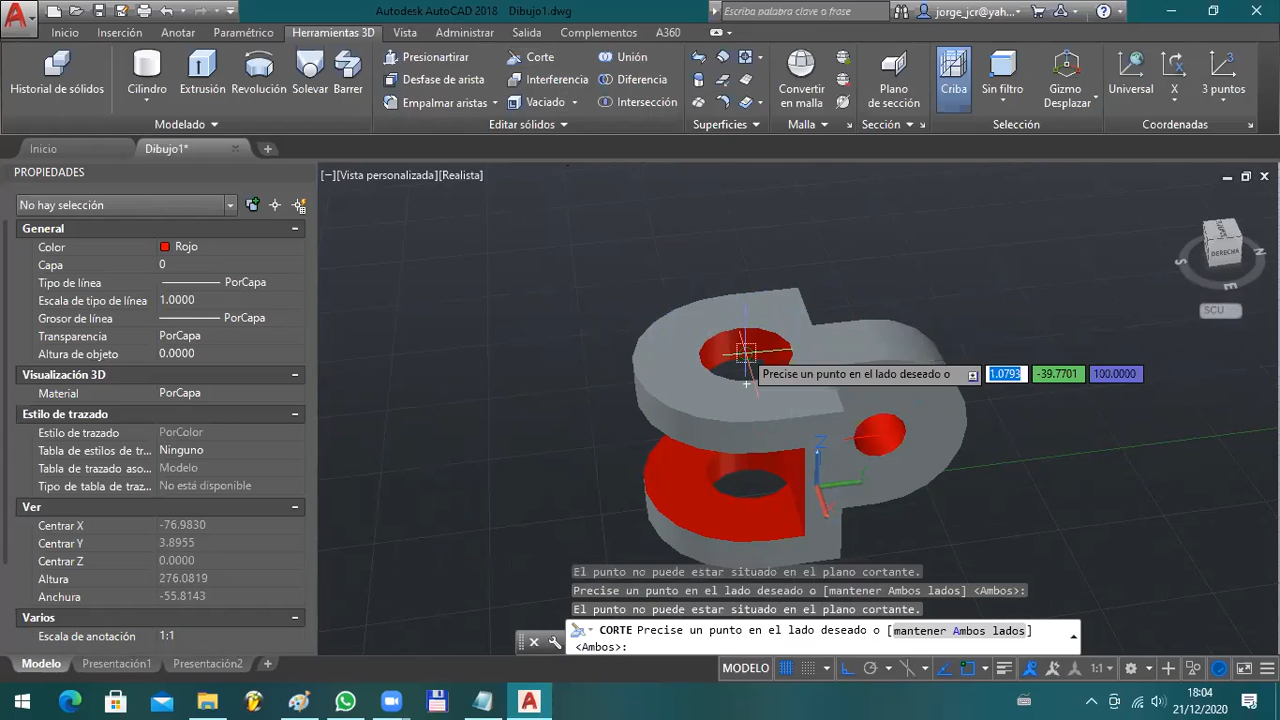 Autodesk AutoCAD 2018 Dibujo1.dwg
Escriba palabra clave o frase
jorge_jcr@yah...
Inicio Inserción Anotar Paramétrico Herramientas 3D Vista Administrar Salida Complementos A360
Historial de sólidos
Cilindro
Extrusión
Revolución
Solevar
Barrer
Presionartirar
Desfase de arista
Empalmar aristas
Corte
Interferencia
Vaciado
Unión
Diferencia
Intersección
Convertir
en malla
Plano
de sección
Criba
Sin filtro
Gizmo
Desplazar
Universal
X
3 puntos
Modelado
Editar sólidos
Superficies
Malla
Sección
Selección
Coordenadas
Inicio
Dibujo1*
PROPIEDADES
[−][Vista personalizada][Realista]
No hay selección
General
Color Rojo
Capa 0
Tipo de línea PorCapa
Escala de tipo de línea 1.0000
Grosor de línea PorCapa
Transparencia PorCapa
Altura de objeto 0.0000
Visualización 3D
Material PorCapa
Estilo de trazado
Estilo de trazado PorColor
Tabla de estilos de tr... Ninguno
Tabla de trazado aso... Modelo
Tipo de tabla de traz... No está disponible
Ver
Centrar X -76.9830
Centrar Y 3.8955
Centrar Z 0.0000
Altura 276.0819
Anchura -55.8143
Varios
Escala de anotación 1:1
DERECHA
S
N
E
SCU
Precise un punto en el lado deseado o
1.0793
-39.7701
100.0000
Z
El punto no puede estar situado en el plano cortante.
Precise un punto en el lado deseado o [mantener Ambos lados] <Ambos>:
El punto no puede estar situado en el plano cortante.
CORTE Precise un punto en el lado deseado o [mantener Ambos lados]
<Ambos>:
Modelo Presentación1 Presentación2
MODELO
1:1
18:04
21/12/2020